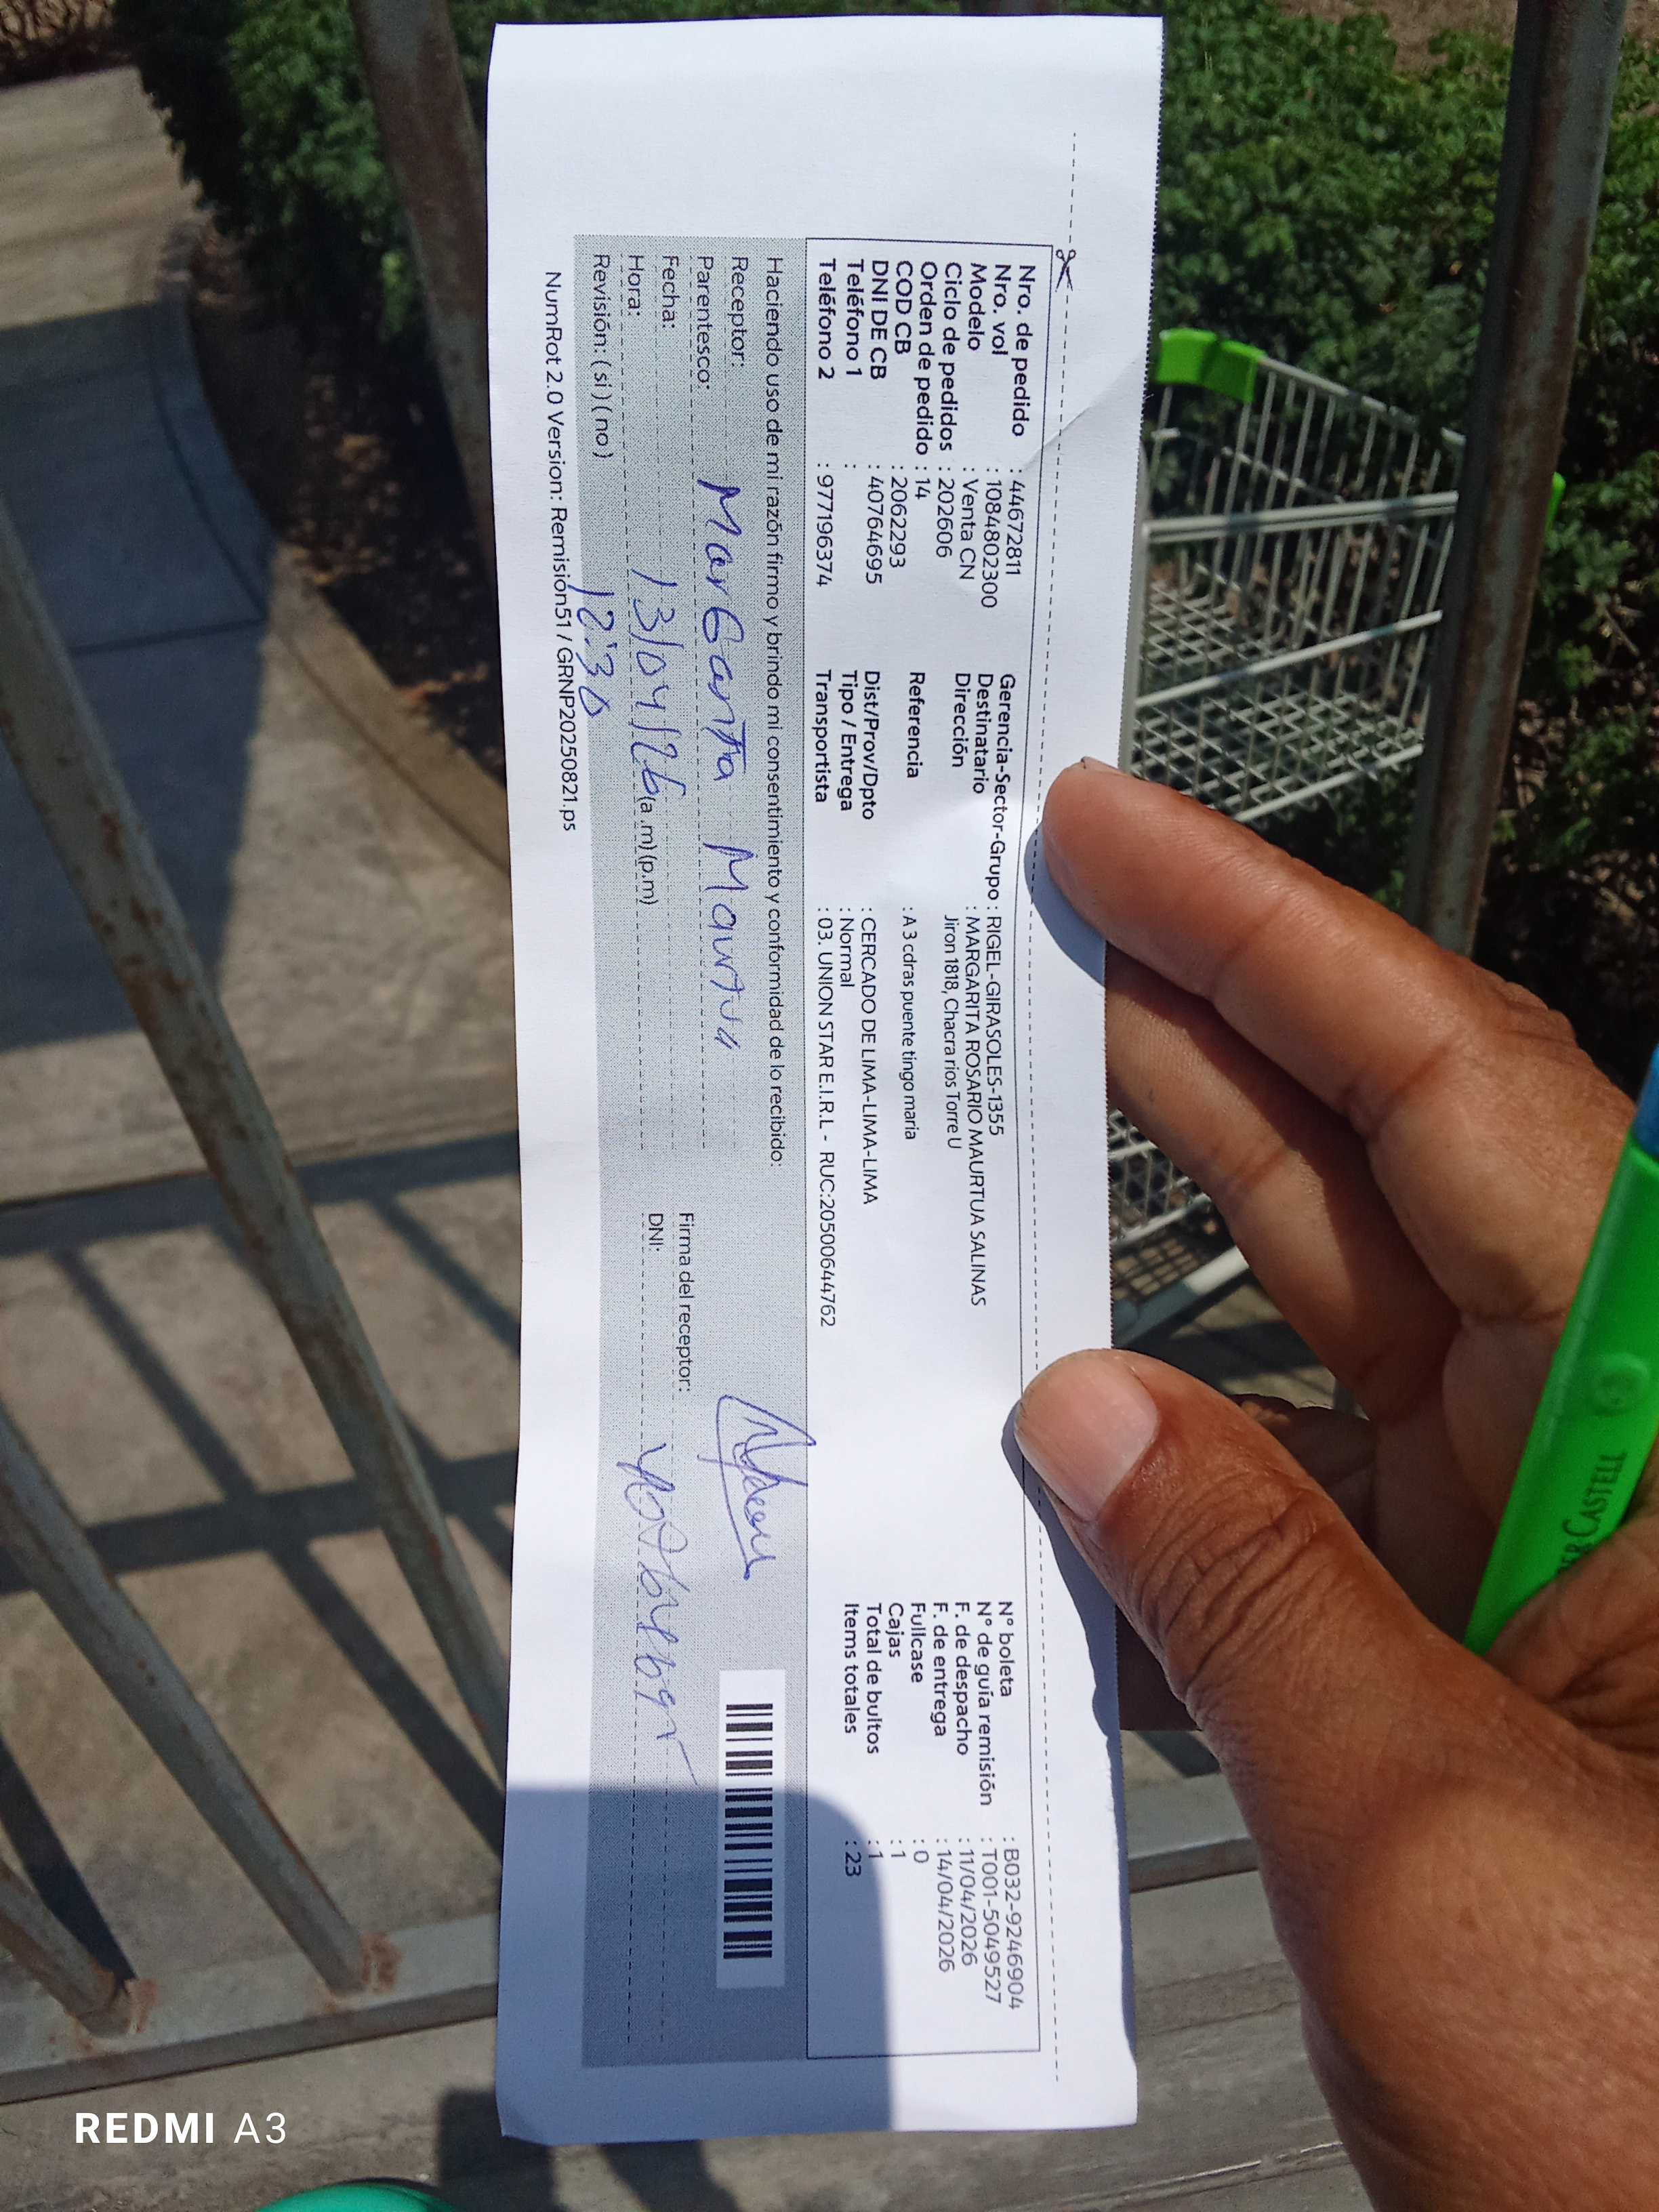 Nro. de pedido : 44672811
Nro. vol : 1084802300
Modelo : Venta CN
Ciclo de pedidos : 202606
Orden de pedido : 14
COD CB : 2062293
DNI DE CB : 40764695
Teléfono 1 :
Teléfono 2 : 977196374
Gerencia-Sector-Grupo : RIGEL-GIRASOLES-1355
Destinatario : MARGARITA ROSARIO MAURTUA SALINAS
Dirección Jiron 1818, Chacra rios Torre U
Referencia : A 3 cdras puente tingo maria
Dist/Prov/Dpto : CERCADO DE LIMA-LIMA-LIMA
Tipo / Entrega : Normal
Transportista : 03. UNION STAR E.I.R.L - RUC:20500644762
N° boleta : B032-9246904
N° de guía remisión : T001-5049527
F. de despacho : 11/04/2026
F. de entrega : 14/04/2026
Fullcase : 0
Cajas : 1
Total de bultos : 1
Items totales : 23
Haciendo uso de mi razón firmo y brindo mi consentimiento y conformidad de lo recibido:
Receptor: Margarita Maurtua
Parentesco:
Fecha: 13/04/26
Hora: 12:30 (a .m) (p.m)
Revisión: ( si ) ( no )
Firma del receptor:
DNI: 40764695
NumRot 2.0 Version: Remisión51 / GRNP20250821.ps
CASTELL
REDMI A3